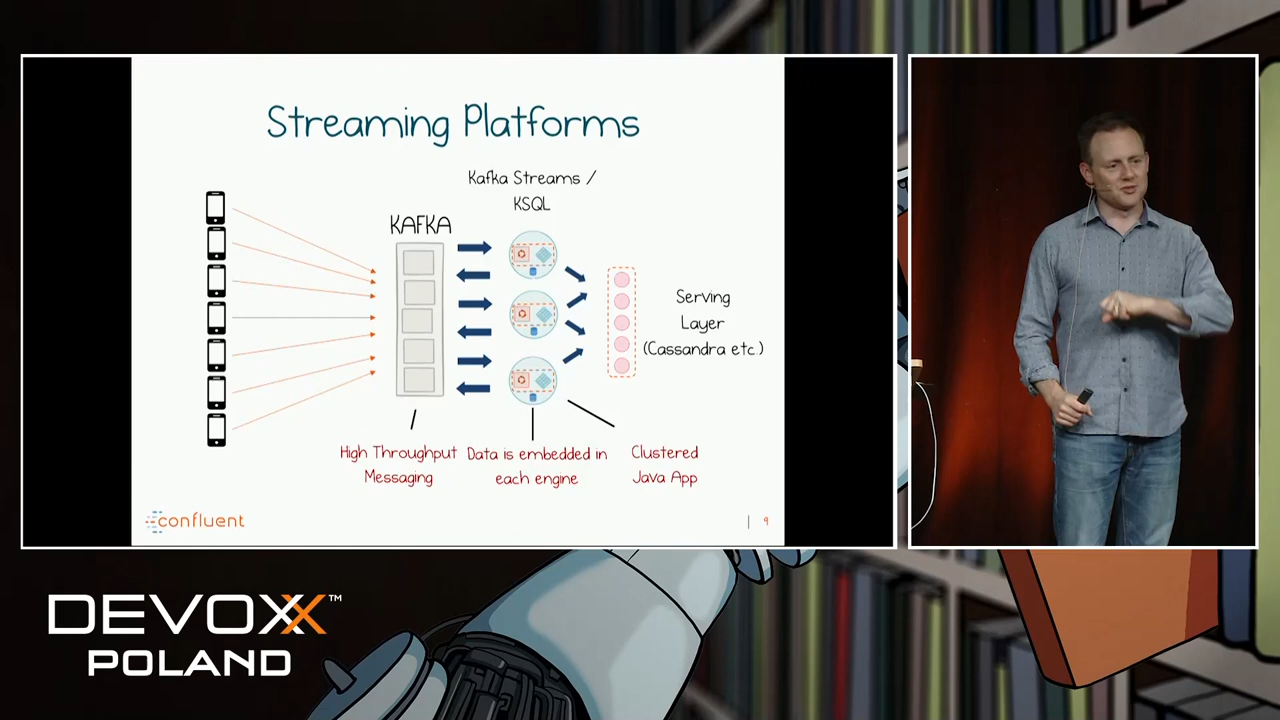 Streaming Platforms
Kafka Streams /
KSQL
KAFKA
Serving
Layer
(Cassandra etc.)
High Throughput
Messaging
Data is embedded in
each engine
Clustered
Java App
confluent
| 9
DEVOXX™
POLAND